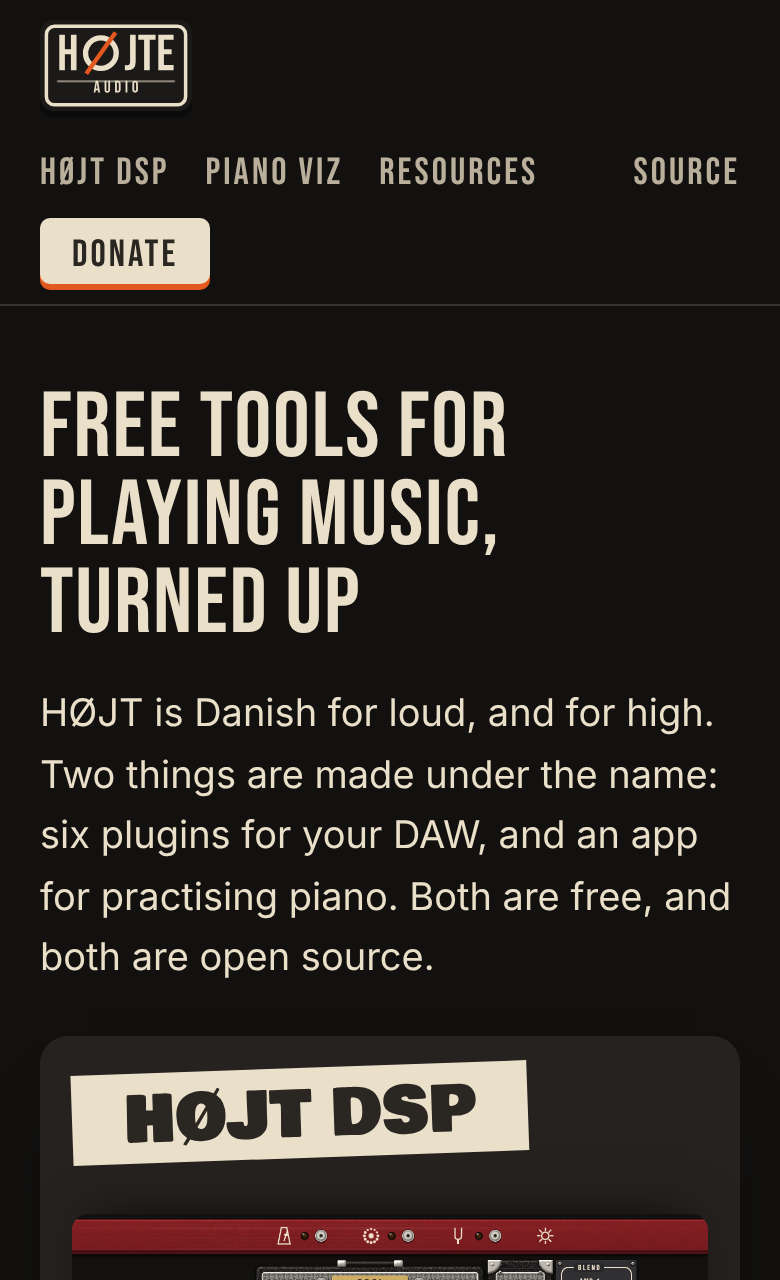 HØJTE
AUDIO
HØJT DSP PIANO VIZ RESOURCES SOURCE
DONATE
FREE TOOLS FOR
PLAYING MUSIC,
TURNED UP
HØJT is Danish for loud, and for high.
Two things are made under the name:
six plugins for your DAW, and an app
for practising piano. Both are free, and
both are open source.
HØJT DSP
BLEND